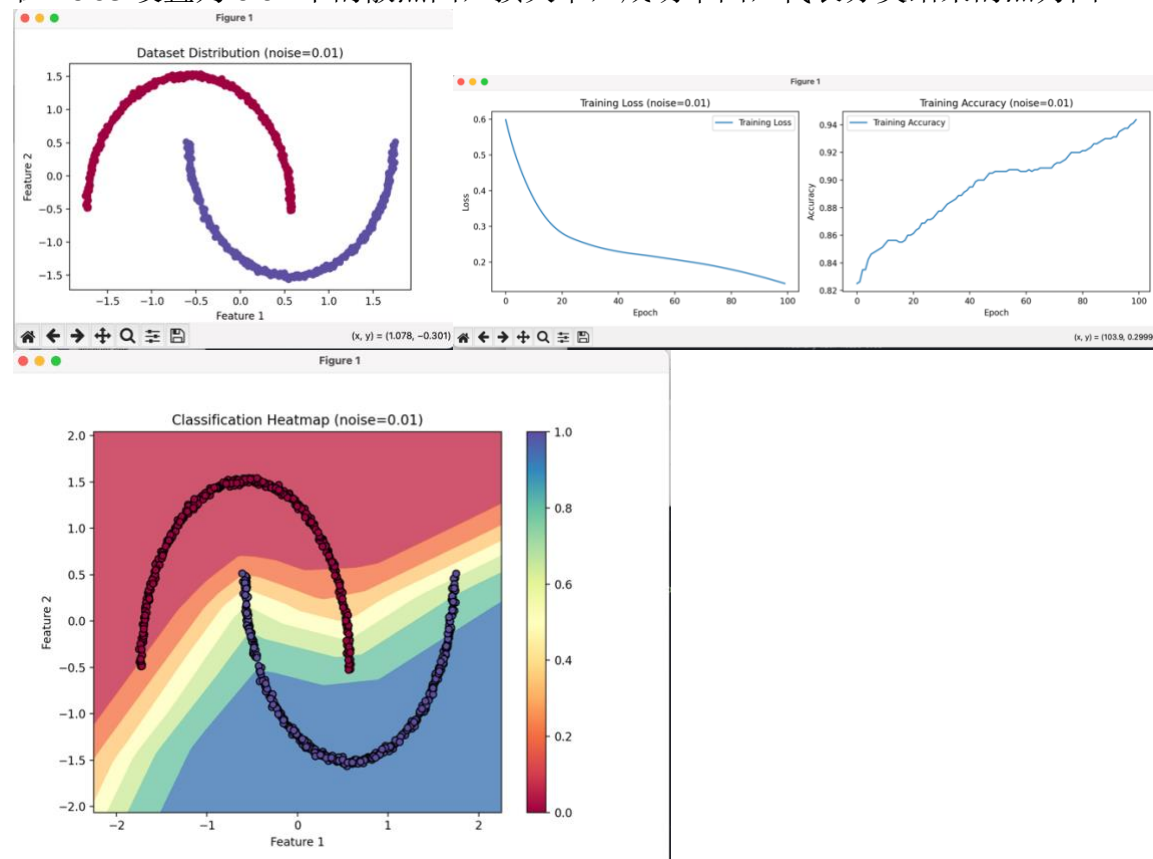 Figure 1
Dataset Distribution (noise=0.01)
1.5
1.0
0.5
0.0
−0.5
−1.0
−1.5
Feature 2
−1.5 −1.0 −0.5 0.0 0.5 1.0 1.5
Feature 1
(x, y) = (1.078, −0.301)
Figure 1
Training Loss (noise=0.01)
Training Loss
0.6
0.5
0.4
0.3
0.2
Loss
0 20 40 60 80 100
Epoch
Training Accuracy (noise=0.01)
Training Accuracy
0.94
0.92
0.90
0.88
0.86
0.84
0.82
Accuracy
0 20 40 60 80 100
Epoch
(x, y) = (103.9, 0.2999
Figure 1
Classification Heatmap (noise=0.01)
2.0
1.5
1.0
0.5
0.0
−0.5
−1.0
−1.5
−2.0
Feature 2
−2 −1 0 1 2
Feature 1
1.0
0.8
0.6
0.4
0.2
0.0